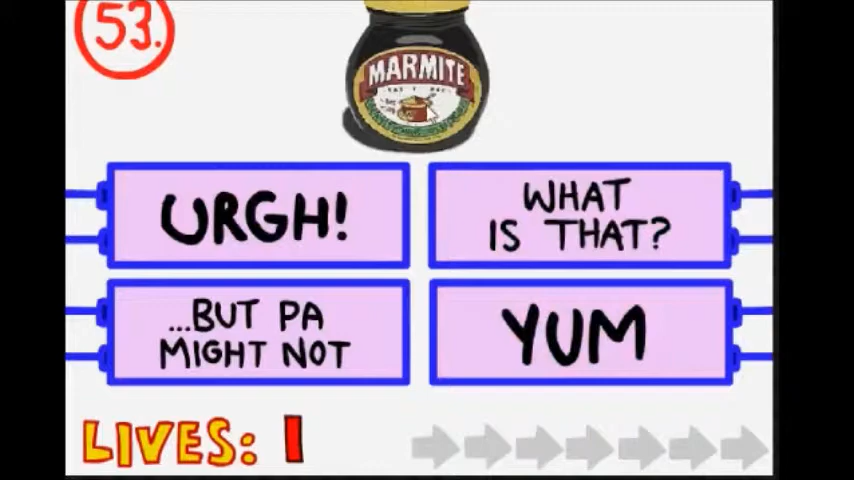 53.
MARMITE
URGH!
WHAT
IS THAT?
...BUT PA
MIGHT NOT
YUM
LIVES: 1